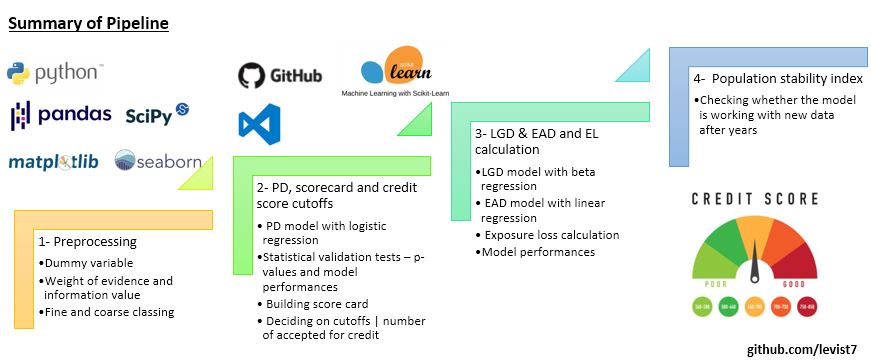 Summary of Pipeline
python™
pandas
SciPy
matplotlib
seaborn
GitHub
scikit
learn
Machine Learning with Scikit-Learn
1- Preprocessing
•Dummy variable
•Weight of evidence and
information value
•Fine and coarse classing
2- PD, scorecard and credit
score cutoffs
• PD model with logistic
regression
•Statistical validation tests – p-
values and model
performances
• Building score card
• Deciding on cutoffs | number
of accepted for credit
3- LGD & EAD and EL
calculation
•LGD model with beta
regression
• EAD model with linear
regression
• Exposure loss calculation
•Model performances
4- Population stability index
•Checking whether the model
is working with new data
after years
CREDIT SCORE
POOR
GOOD
700-750
750-850
github.com/levist7